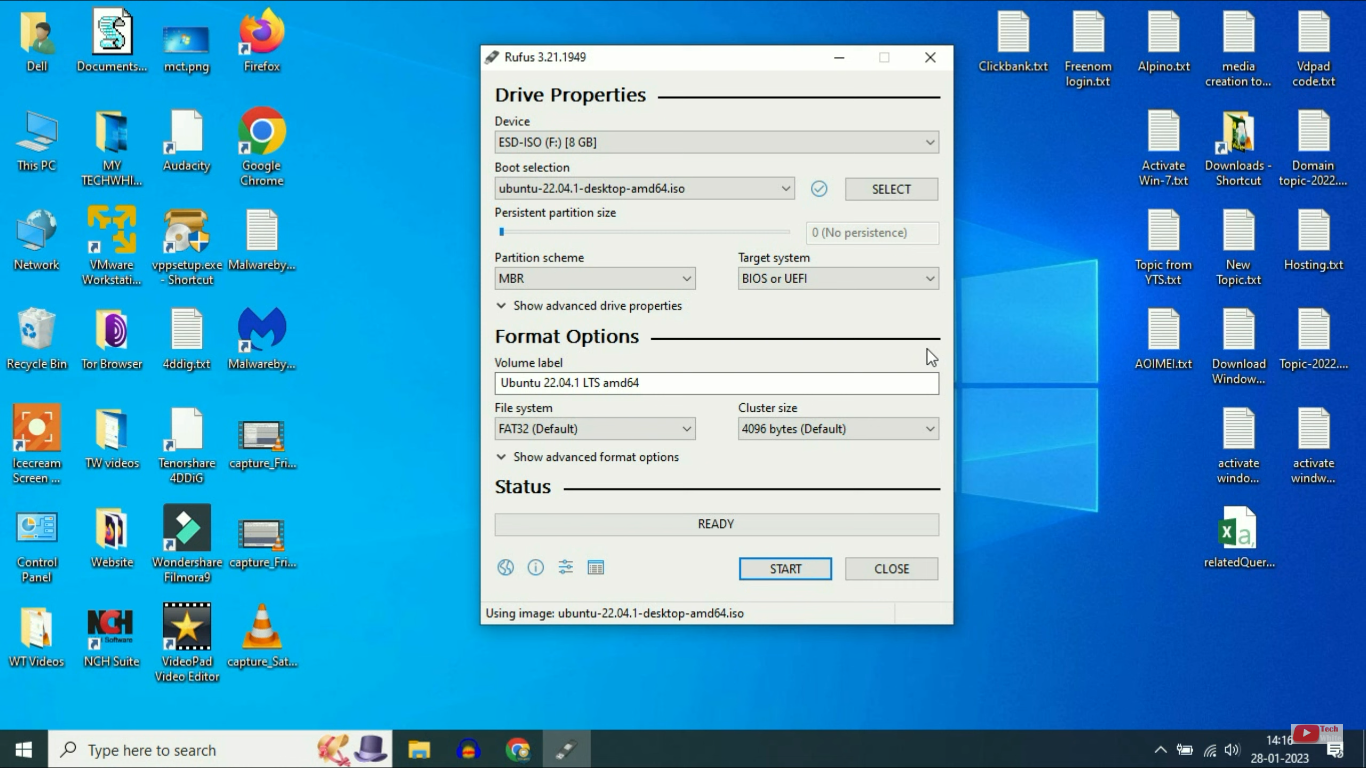 Dell
Documents...
mct.png
Firefox
This PC
MY
TECHWHI...
Audacity
Google
Chrome
Network
VMware
Workstati...
vppsetup.exe
- Shortcut
Malwareby...
Recycle Bin
Tor Browser
4ddig.txt
Malwareby...
Icecream
Screen ...
TW videos
Tenorshare
4DDiG
capture_Fri...
Control
Panel
Website
Wondershare
Filmora9
capture_Fri...
WT Videos
NCH
Software
NCH Suite
VideoPad
Video Editor
capture_Sat...
Rufus 3.21.1949
Drive Properties
Device
ESD-ISO (F:) [8 GB]
Boot selection
ubuntu-22.04.1-desktop-amd64.iso
SELECT
Persistent partition size
0 (No persistence)
Partition scheme
Target system
MBR
BIOS or UEFI
Show advanced drive properties
Format Options
Volume label
Ubuntu 22.04.1 LTS amd64
File system
Cluster size
FAT32 (Default)
4096 bytes (Default)
Show advanced format options
Status
READY
START
CLOSE
Using image: ubuntu-22.04.1-desktop-amd64.iso
Clickbank.txt
Freenom
login.txt
Alpino.txt
media
creation to...
Vdpad
code.txt
Activate
Win-7.txt
Downloads -
Shortcut
Domain
topic-2022....
Topic from
YTS.txt
New
Topic.txt
Hosting.txt
AOIMEI.txt
Download
Window...
Topic-2022....
activate
windo...
activate
windw...
relatedQuer...
Type here to search
14:16
28-01-2023
Tech